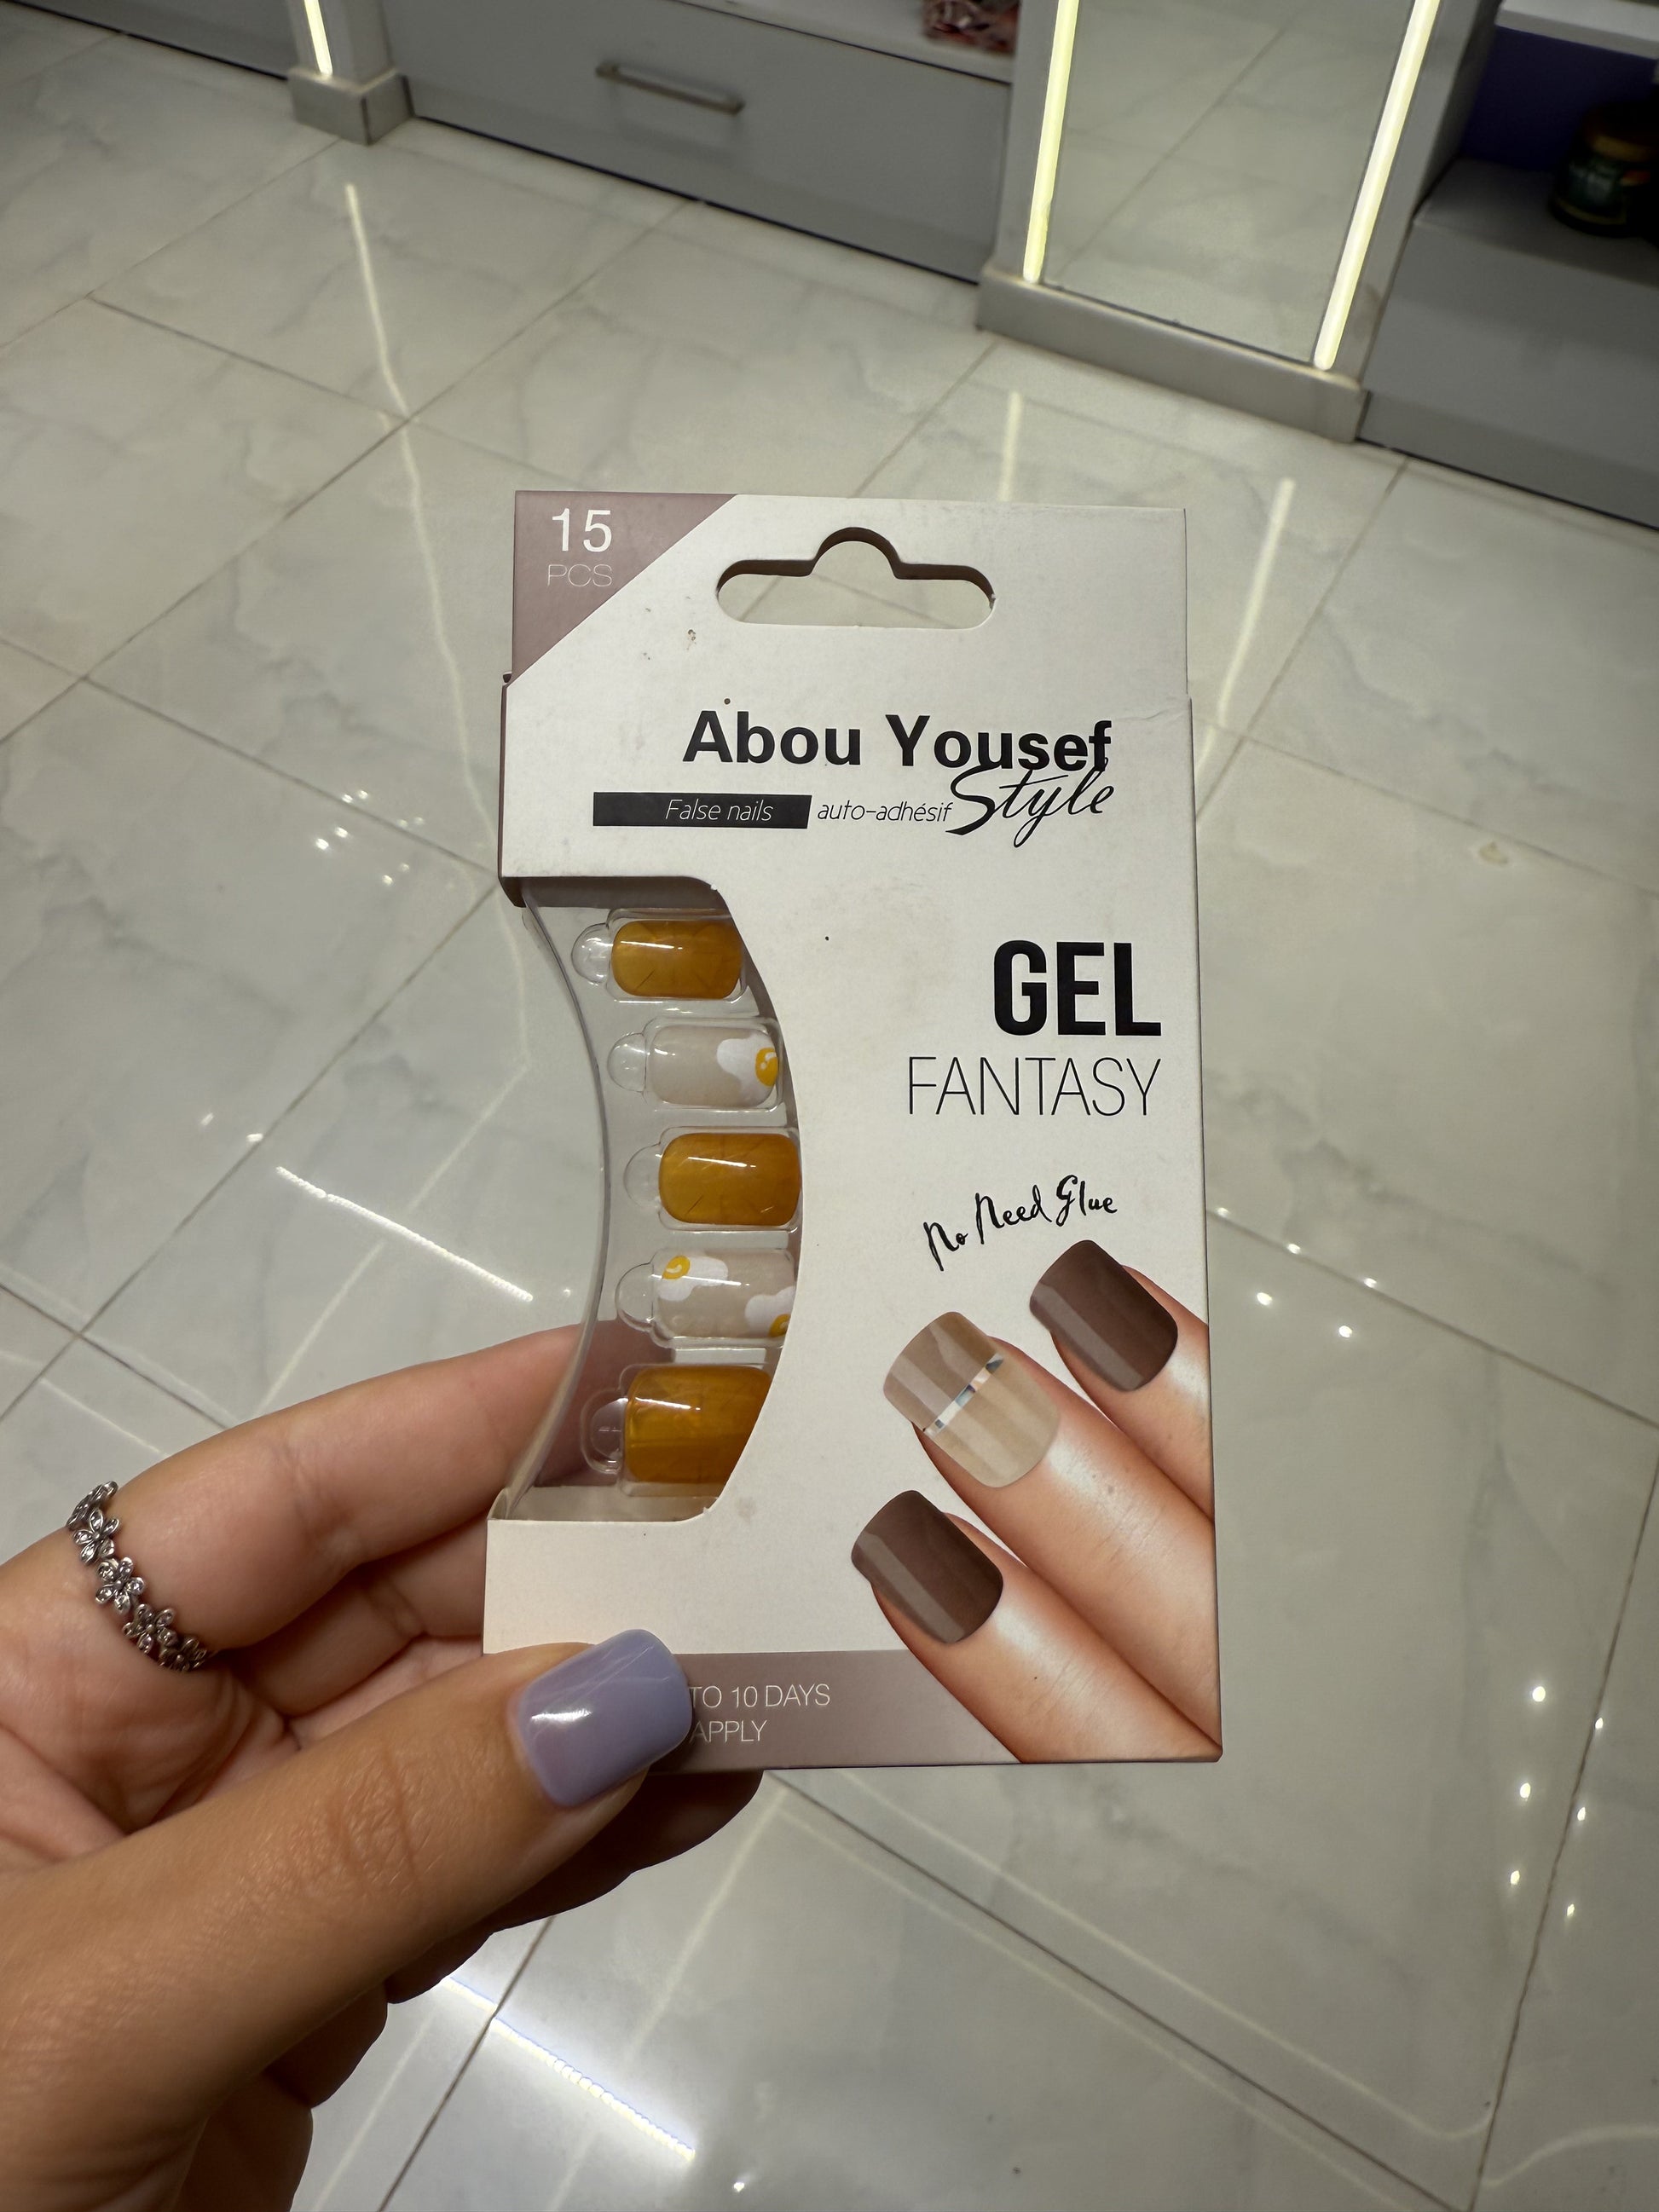 15
PCS
Abou Yousef
Style
False nails auto-adhésif
GEL
FANTASY
No Need Glue
TO 10 DAYS
APPLY